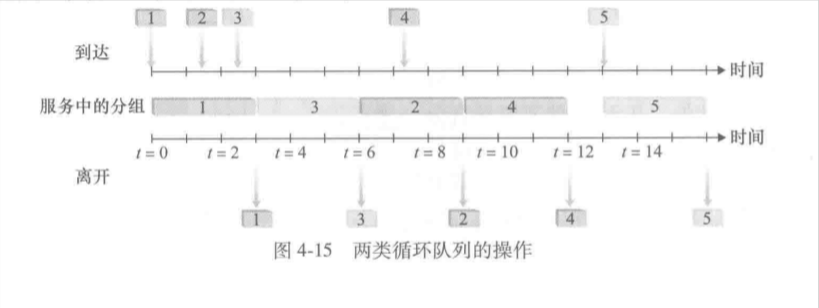 1 2 3 4 5
到达
时间
服务中的分组 1 3 2 4 5
时间
t = 0 t = 2 t = 4 t = 6 t = 8 t = 10 t = 12 t = 14
离开
1 3 2 4 5
图 4-15 两类循环队列的操作